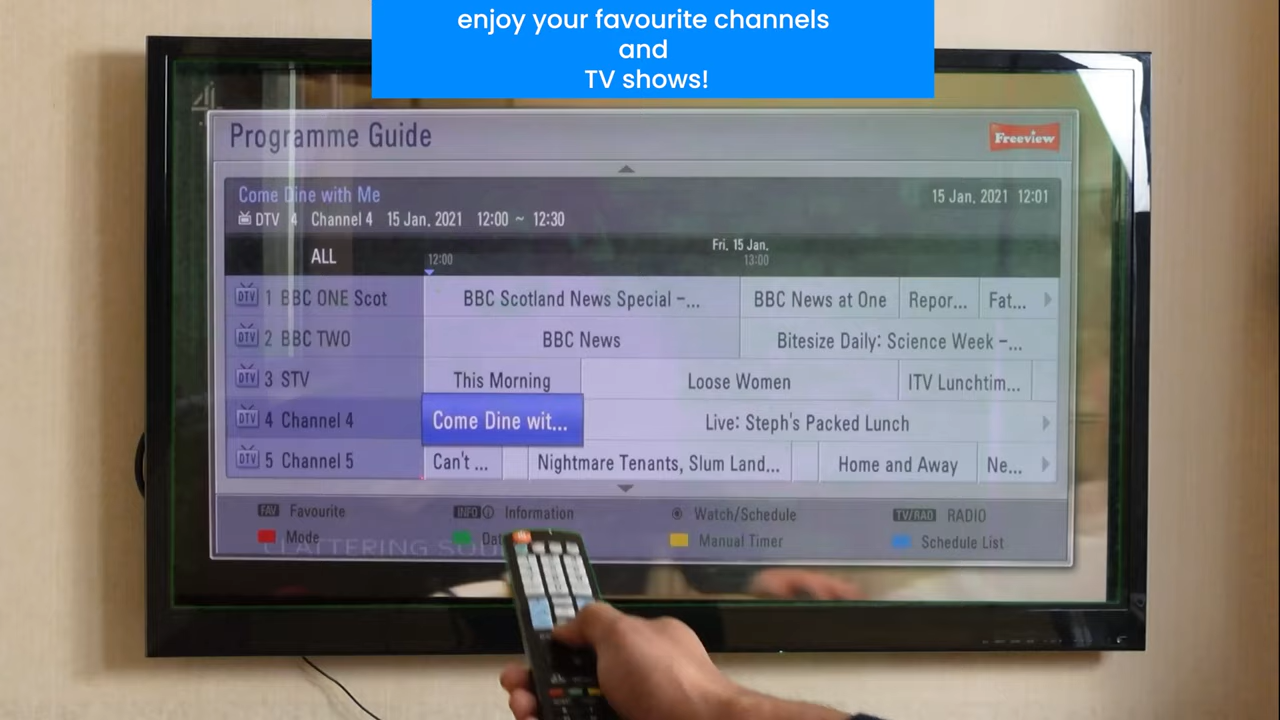 enjoy your favourite channels
and
TV shows!
Programme Guide
Freeview
Come Dine with Me
15 Jan. 2021 12:01
DTV 4 Channel 4 15 Jan. 2021 12:00 ~ 12:30
Fri. 15 Jan.
ALL 12:00 13:00
DTV 1 BBC ONE Scot BBC Scotland News Special -... BBC News at One Repor... Fat...
DTV 2 BBC TWO BBC News Bitesize Daily: Science Week -...
DTV 3 STV This Morning Loose Women ITV Lunchtim...
DTV 4 Channel 4 Come Dine wit... Live: Steph's Packed Lunch
DTV 5 Channel 5 Can't ... Nightmare Tenants, Slum Land... Home and Away Ne...
FAV Favourite INFO Information Watch/Schedule TV/RAD RADIO
Mode Manual Timer Schedule List
CLATTERING